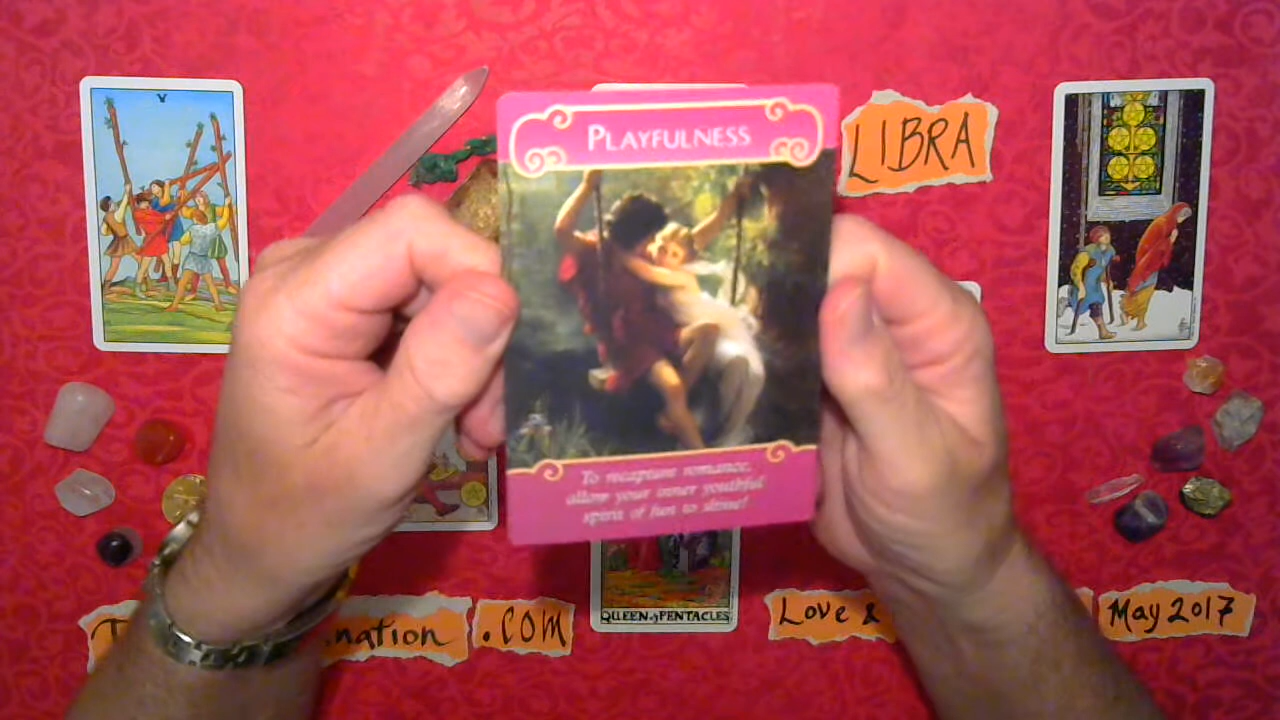 V
PLAYFULNESS
LIBRA
To recapture romance,
allow your inner youthful
spirit of fun to shine!
QUEEN of PENTACLES
T
nation
.COM
Love &
May 2017